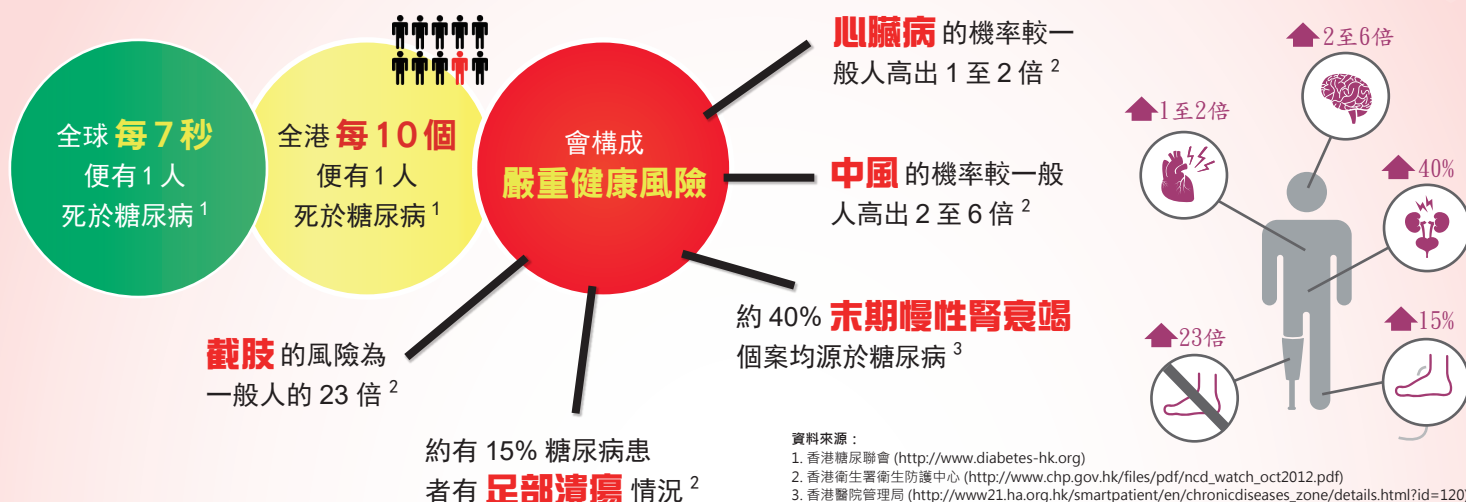 全球 每7秒
便有1人
死於糖尿病 1
全港 每10個
便有1人
死於糖尿病 1
會構成
嚴重健康風險
心臟病 的機率較一
般人高出 1 至 2 倍 2
中風 的機率較一般
人高出 2 至 6 倍 2
約 40% 末期慢性腎衰竭
個案均源於糖尿病 3
截肢 的風險為
一般人的 23 倍 2
約有 15% 糖尿病患
者有 足部潰瘍 情況 2
2至6倍
1至2倍
40%
23倍
15%
資料來源：
1. 香港糖尿聯會 (http://www.diabetes-hk.org)
2. 香港衛生署衛生防護中心 (http://www.chp.gov.hk/files/pdf/ncd_watch_oct2012.pdf)
3. 香港醫院管理局 (http://www21.ha.org.hk/smartpatient/en/chronicdiseases_zone/details.html?id=120